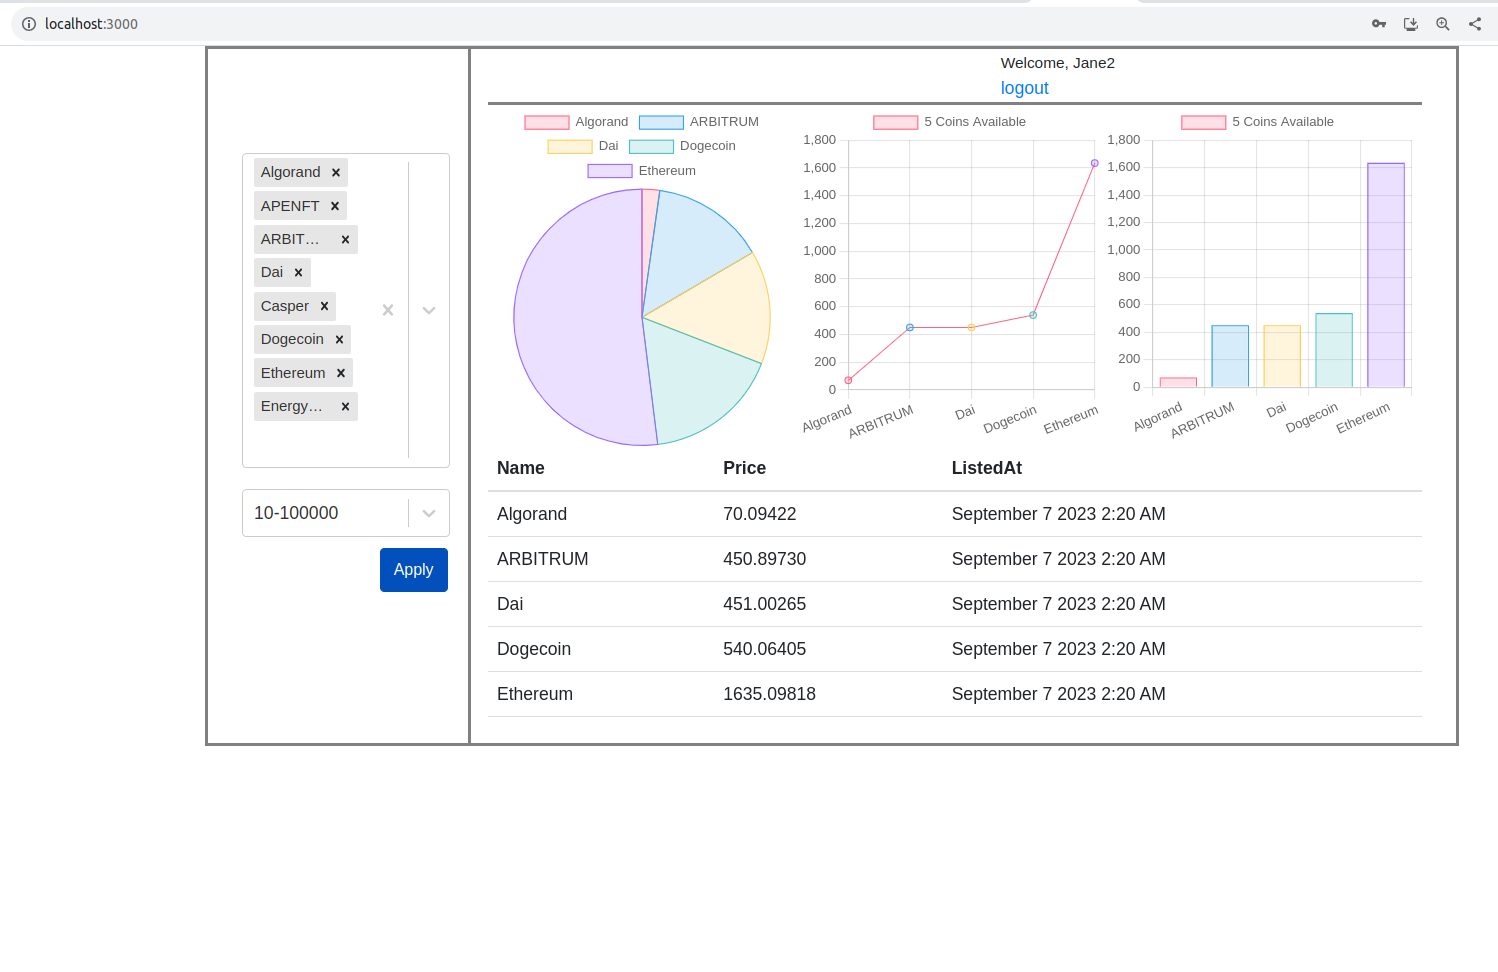 localhost:3000
Welcome, Jane2
logout
Algorand
APENFT
ARBIT…
Dai
Casper
Dogecoin
Ethereum
Energy…
10-100000
Apply
Algorand ARBITRUM
Dai Dogecoin
Ethereum
5 Coins Available
1,800
1,600
1,400
1,200
1,000
800
600
400
200
0
Algorand ARBITRUM Dai Dogecoin Ethereum
5 Coins Available
1,800
1,600
1,400
1,200
1,000
800
600
400
200
0
Algorand ARBITRUM Dai Dogecoin Ethereum
Name Price ListedAt
Algorand 70.09422 September 7 2023 2:20 AM
ARBITRUM 450.89730 September 7 2023 2:20 AM
Dai 451.00265 September 7 2023 2:20 AM
Dogecoin 540.06405 September 7 2023 2:20 AM
Ethereum 1635.09818 September 7 2023 2:20 AM